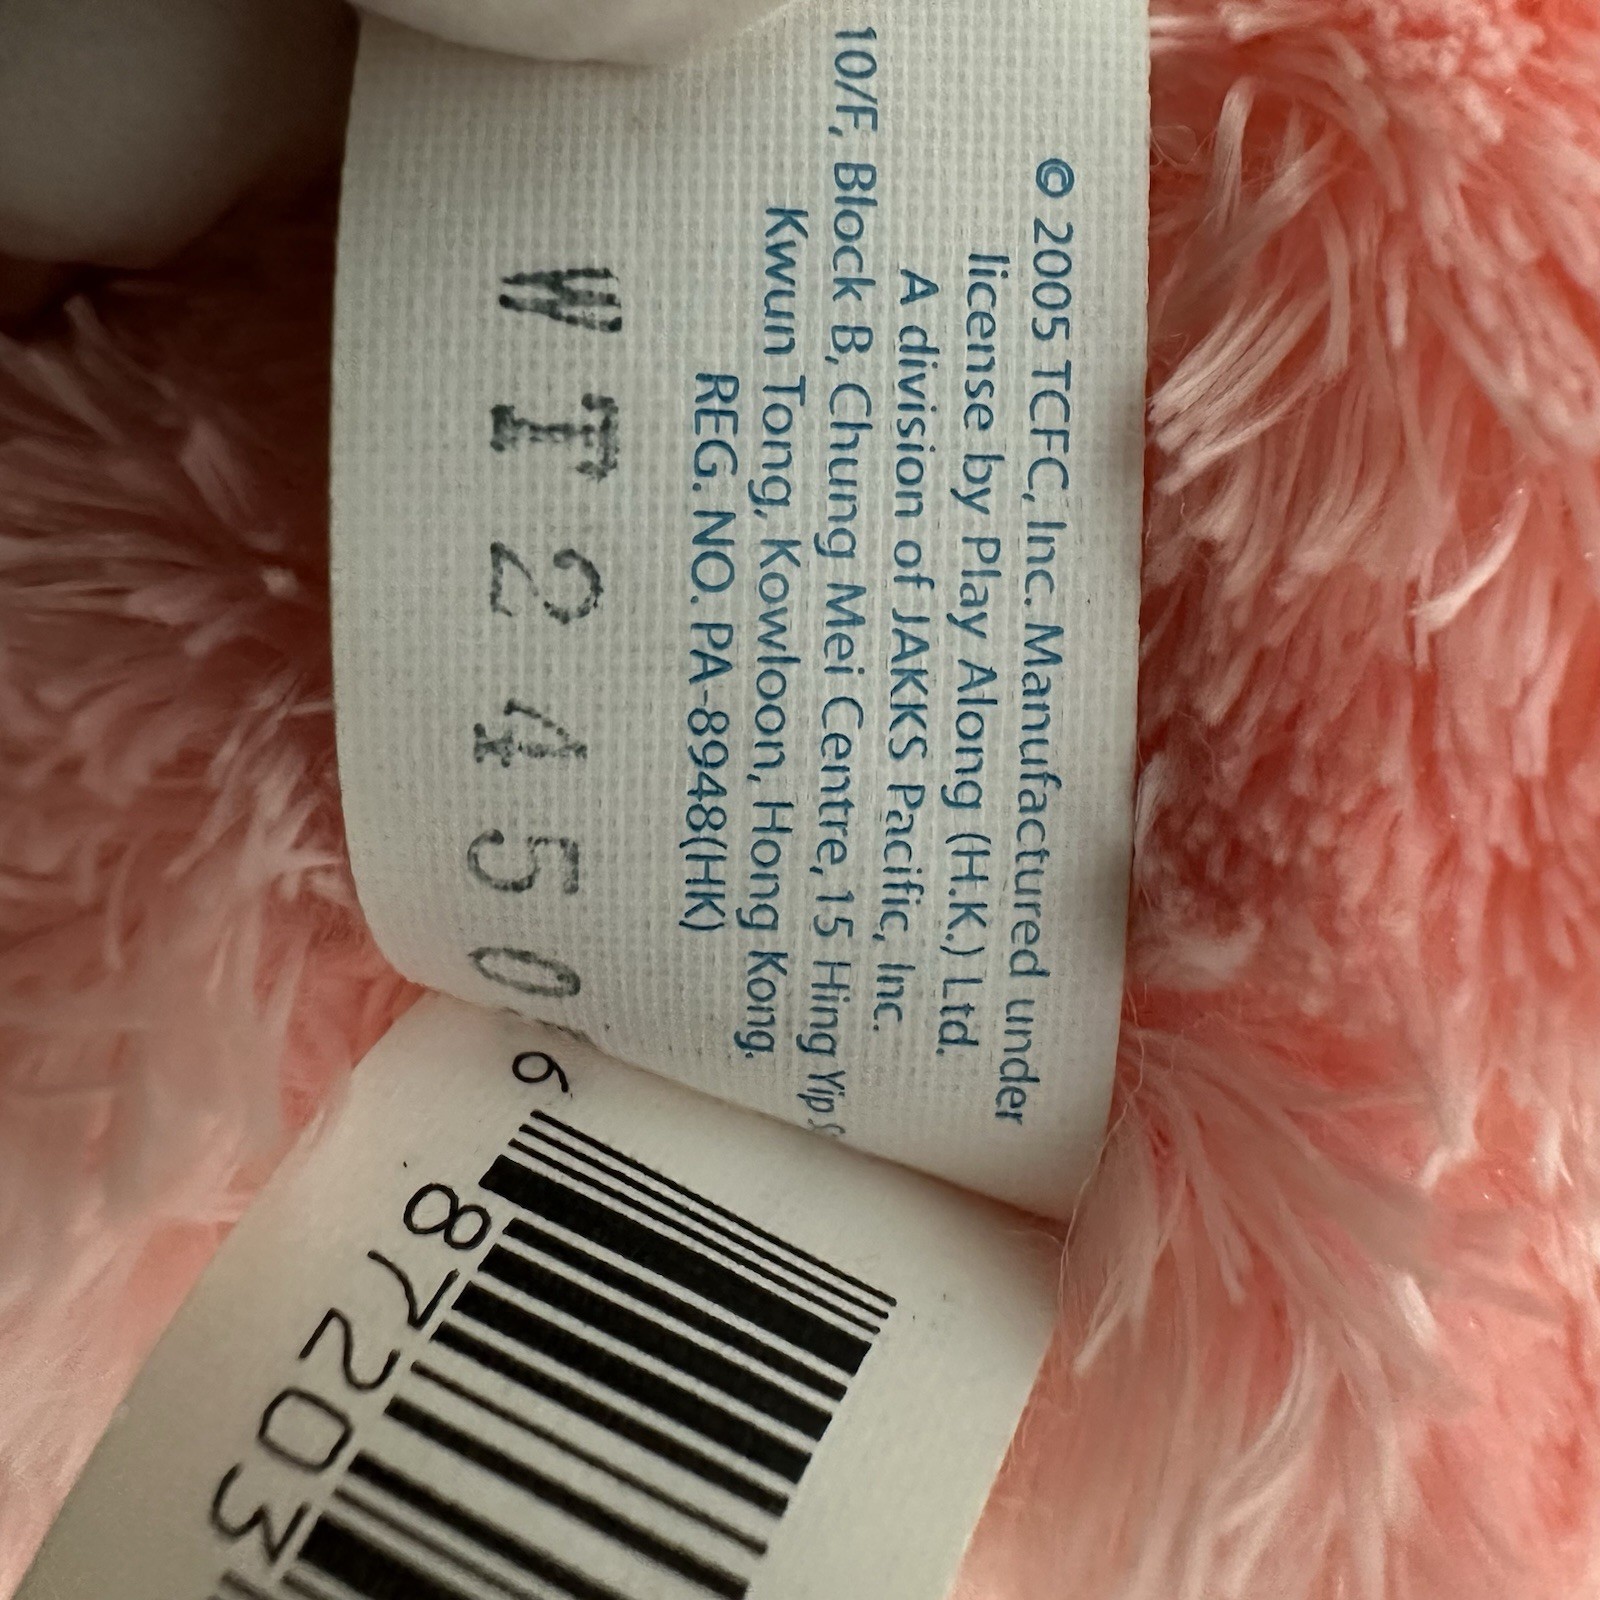 © 2005 TCFC, Inc. Manufactured under
license by Play Along (H.K.) Ltd.
A division of JAKKS Pacific, Inc.
10/F, Block B, Chung Mei Centre, 15 Hing Yip
Kwun Tong, Kowloon, Hong Kong.
REG. NO. PA-8948(HK)
WT2450
6 87203